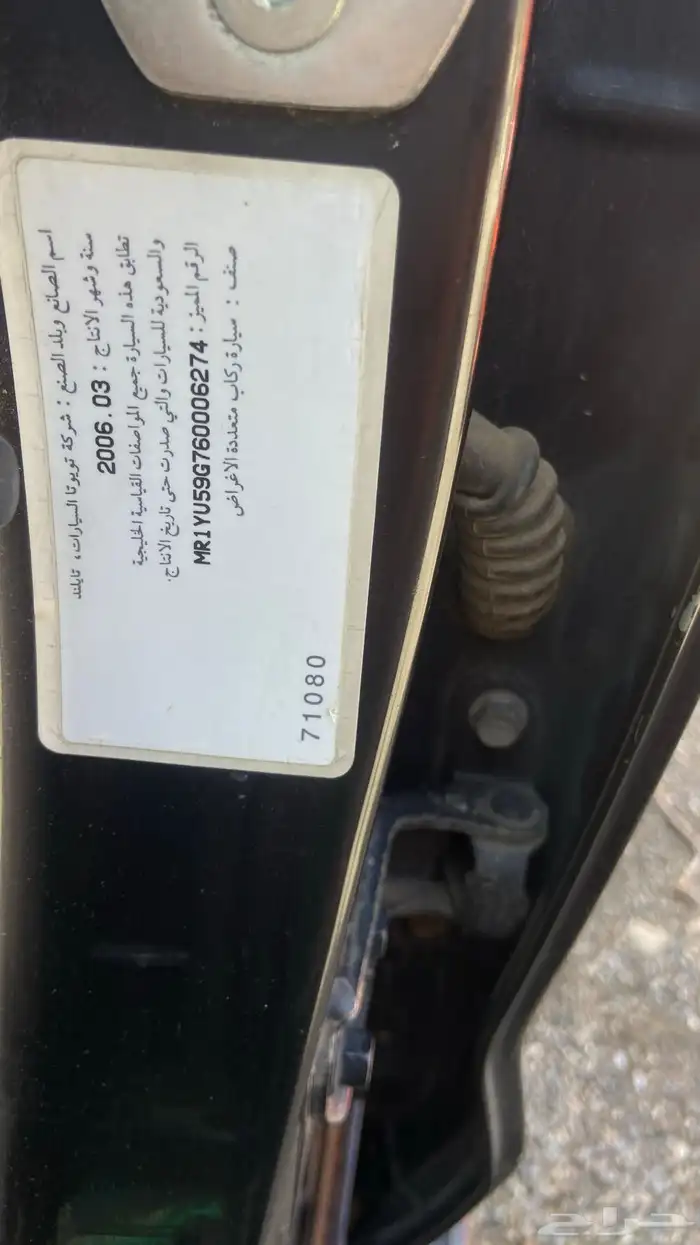 اسم الصانع وبلد الصنع : شركة تويوتا السيارات، تايلند
سنة وشهر الانتاج : 2006.03
تطابق هذه السيارة جميع المواصفات القياسية الخليجية
والسعودية للسيارات والتي صدرت حتى تاريخ الانتاج.
الرقم المميز : MR1YU59G760006274
صنف : سيارة ركاب متعددة الاغراض
71080
حراج